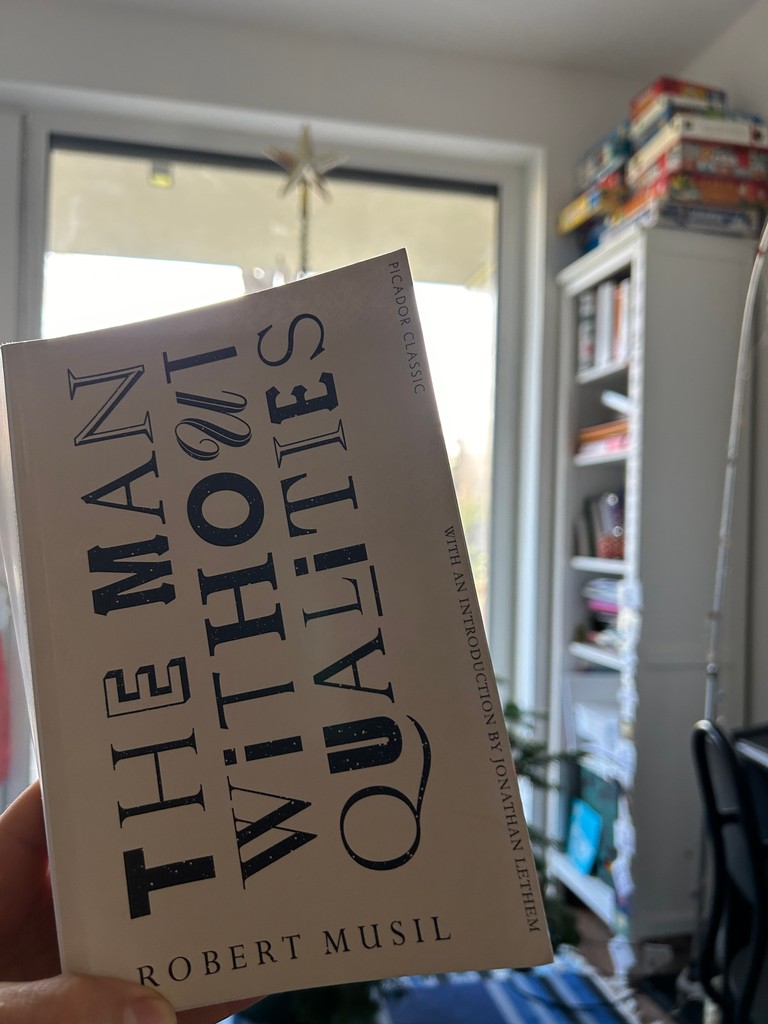 THE MAN
WiTHOUT
QUALiTIES
ROBERT MUSIL
PICADOR CLASSIC
WITH AN INTRODUCTION BY JONATHAN LETHEM